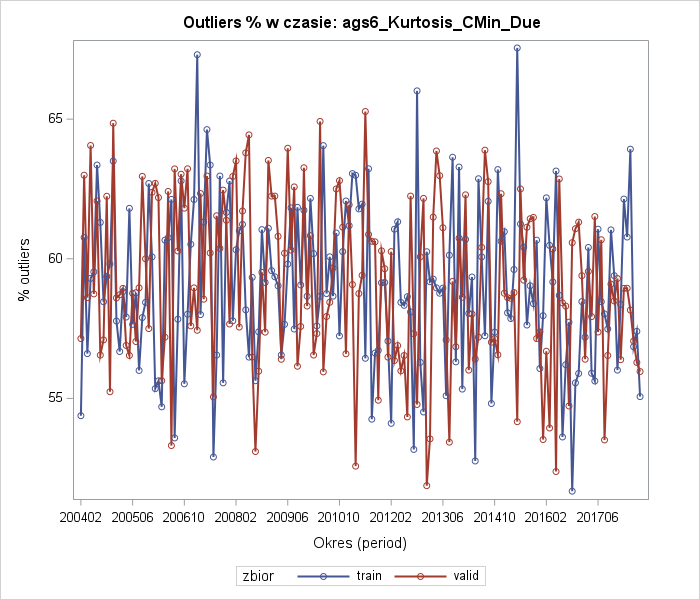 Outliers % w czasie: ags6_Kurtosis_CMin_Due
% outliers
65
60
55
200402 200506 200610 200802 200906 201010 201202 201306 201410 201602 201706
Okres (period)
zbior train valid